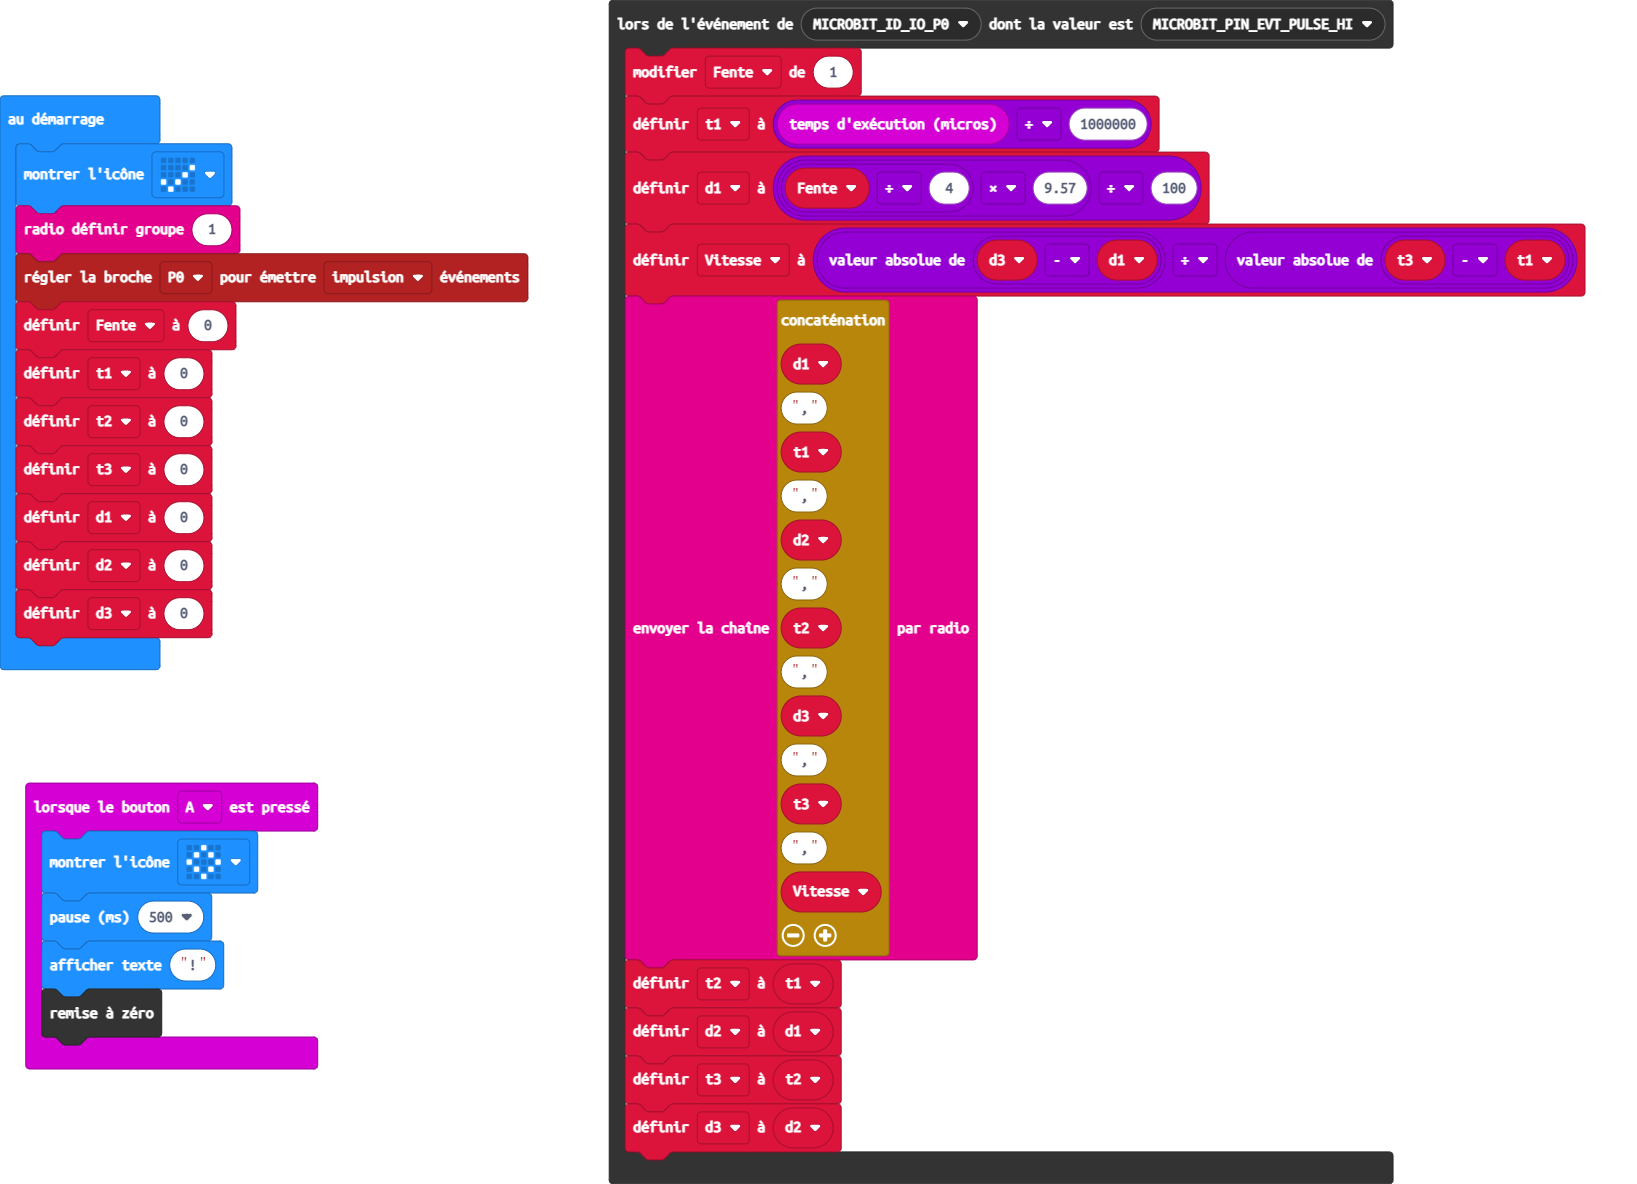 au démarrage
montrer l'icône
radio définir groupe 1
régler la broche P0 pour émettre impulsion événements
définir Fente à 0
définir t1 à 0
définir t2 à 0
définir t3 à 0
définir d1 à 0
définir d2 à 0
définir d3 à 0
lorsque le bouton A est pressé
montrer l'icône
pause (ms) 500
afficher texte "!"
remise à zéro
lors de l'événement de MICROBIT_ID_IO_P0 dont la valeur est MICROBIT_PIN_EVT_PULSE_HI
modifier Fente de 1
définir t1 à temps d'exécution (micros) ÷ 1000000
définir d1 à Fente ÷ 4 × 9.57 ÷ 100
définir Vitesse à valeur absolue de d3 - d1 ÷ valeur absolue de t3 - t1
concaténation
d1
","
t1
","
d2
","
envoyer la chaîne t2 par radio
","
d3
","
t3
","
Vitesse
définir t2 à t1
définir d2 à d1
définir t3 à t2
définir d3 à d2